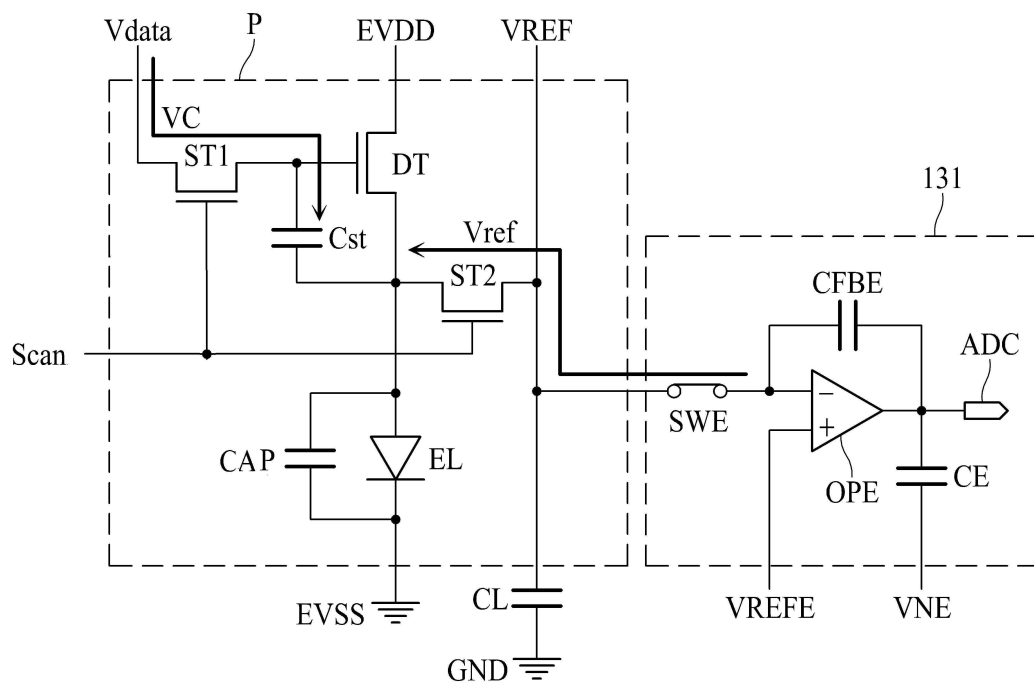 Vdata
P
EVDD
VREF
VC
ST1
DT
131
Cst
Vref
ST2
CFBE
Scan
ADC
SWE
−
+
CAP
EL
OPE
CE
CL
VREFE
VNE
EVSS
GND